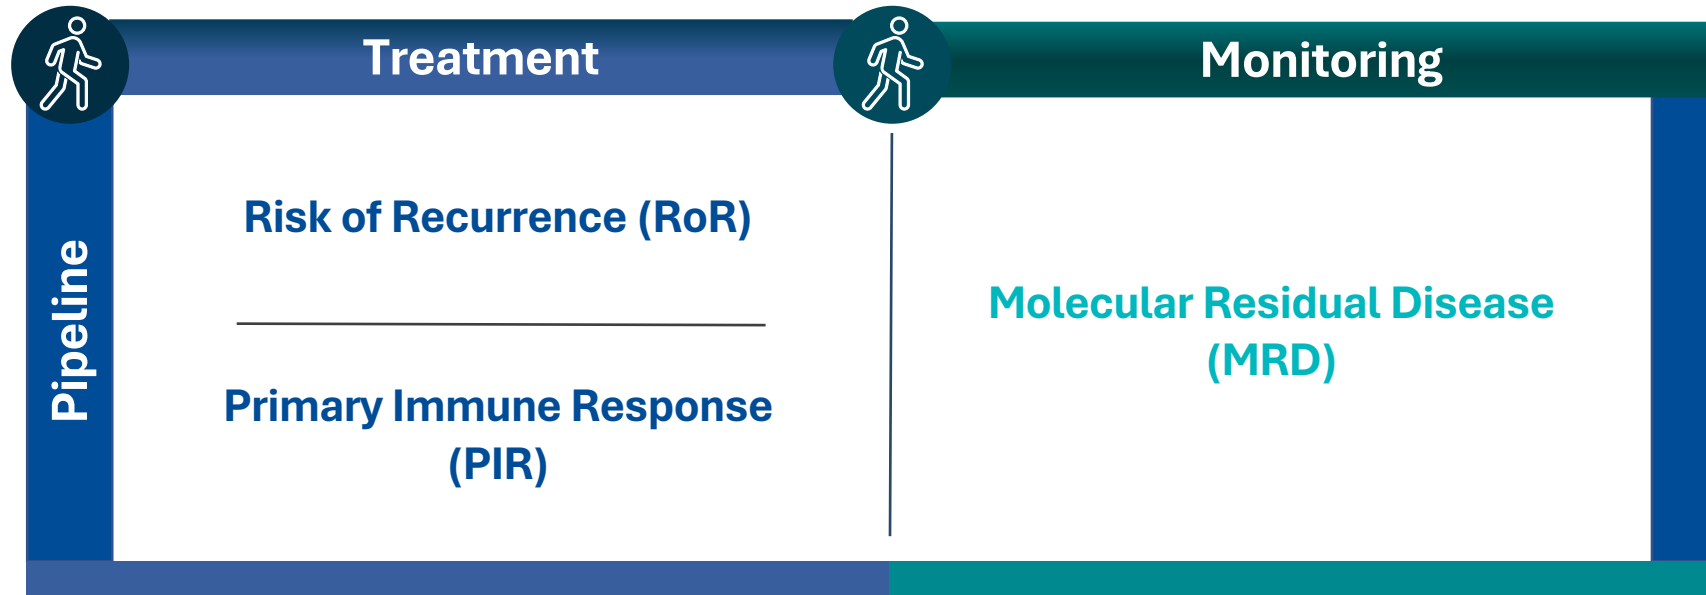 Treatment
Monitoring
Pipeline
Risk of Recurrence (RoR)
Primary Immune Response
(PIR)
Molecular Residual Disease
(MRD)